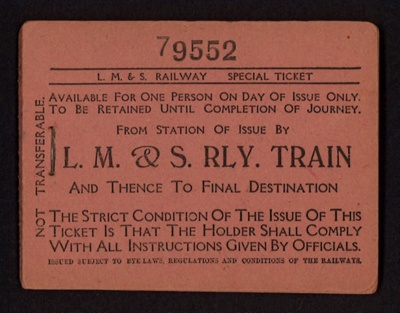 79552
L. M. & S. RAILWAY SPECIAL TICKET
AVAILABLE FOR ONE PERSON ON DAY OF ISSUE ONLY.
TO BE RETAINED UNTIL COMPLETION OF JOURNEY.
FROM STATION OF ISSUE BY
L. M. & S. RLY. TRAIN
AND THENCE TO FINAL DESTINATION
THE STRICT CONDITION OF THE ISSUE OF THIS
TICKET IS THAT THE HOLDER SHALL COMPLY
WITH ALL INSTRUCTIONS GIVEN BY OFFICIALS.
ISSUED SUBJECT TO BYE-LAWS, REGULATIONS AND CONDITIONS OF THE RAILWAYS.
NOT TRANSFERABLE.